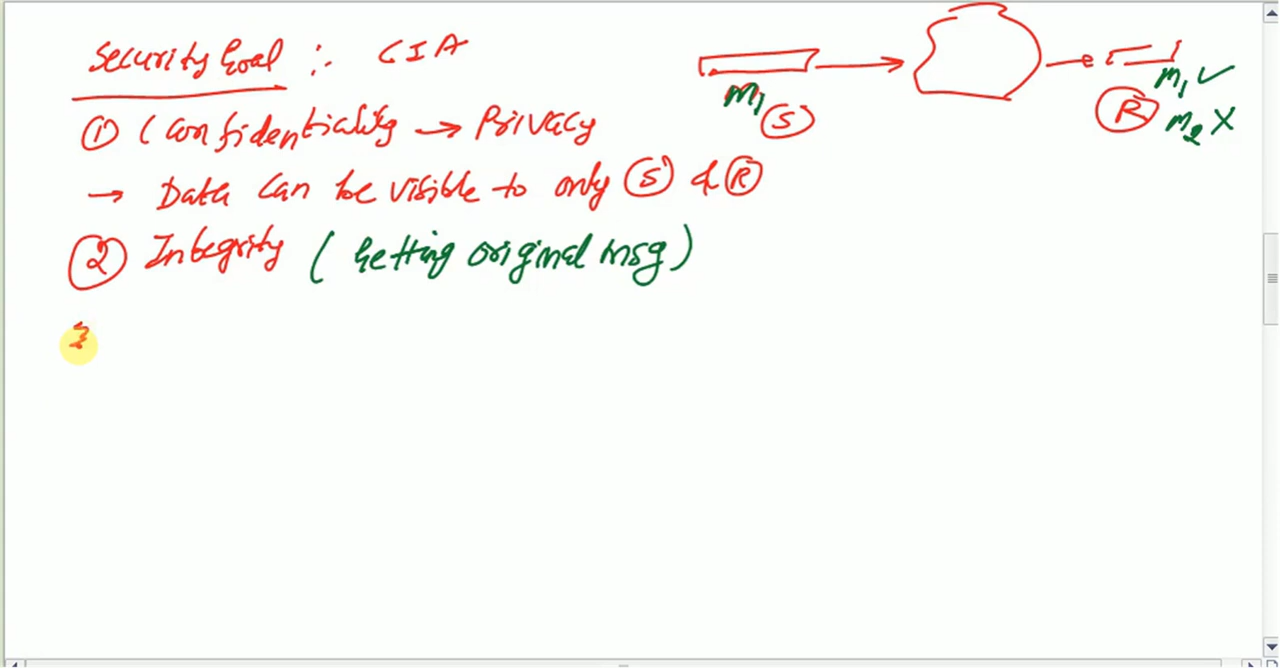 Security Goal :. CIA
① Confidentiality → Privacy
→ Data can be visible to only Ⓢ & Ⓡ
② Integrity ( Getting original msg )
3
m₁ Ⓢ
Ⓡ m₁ ✓
m₂ X